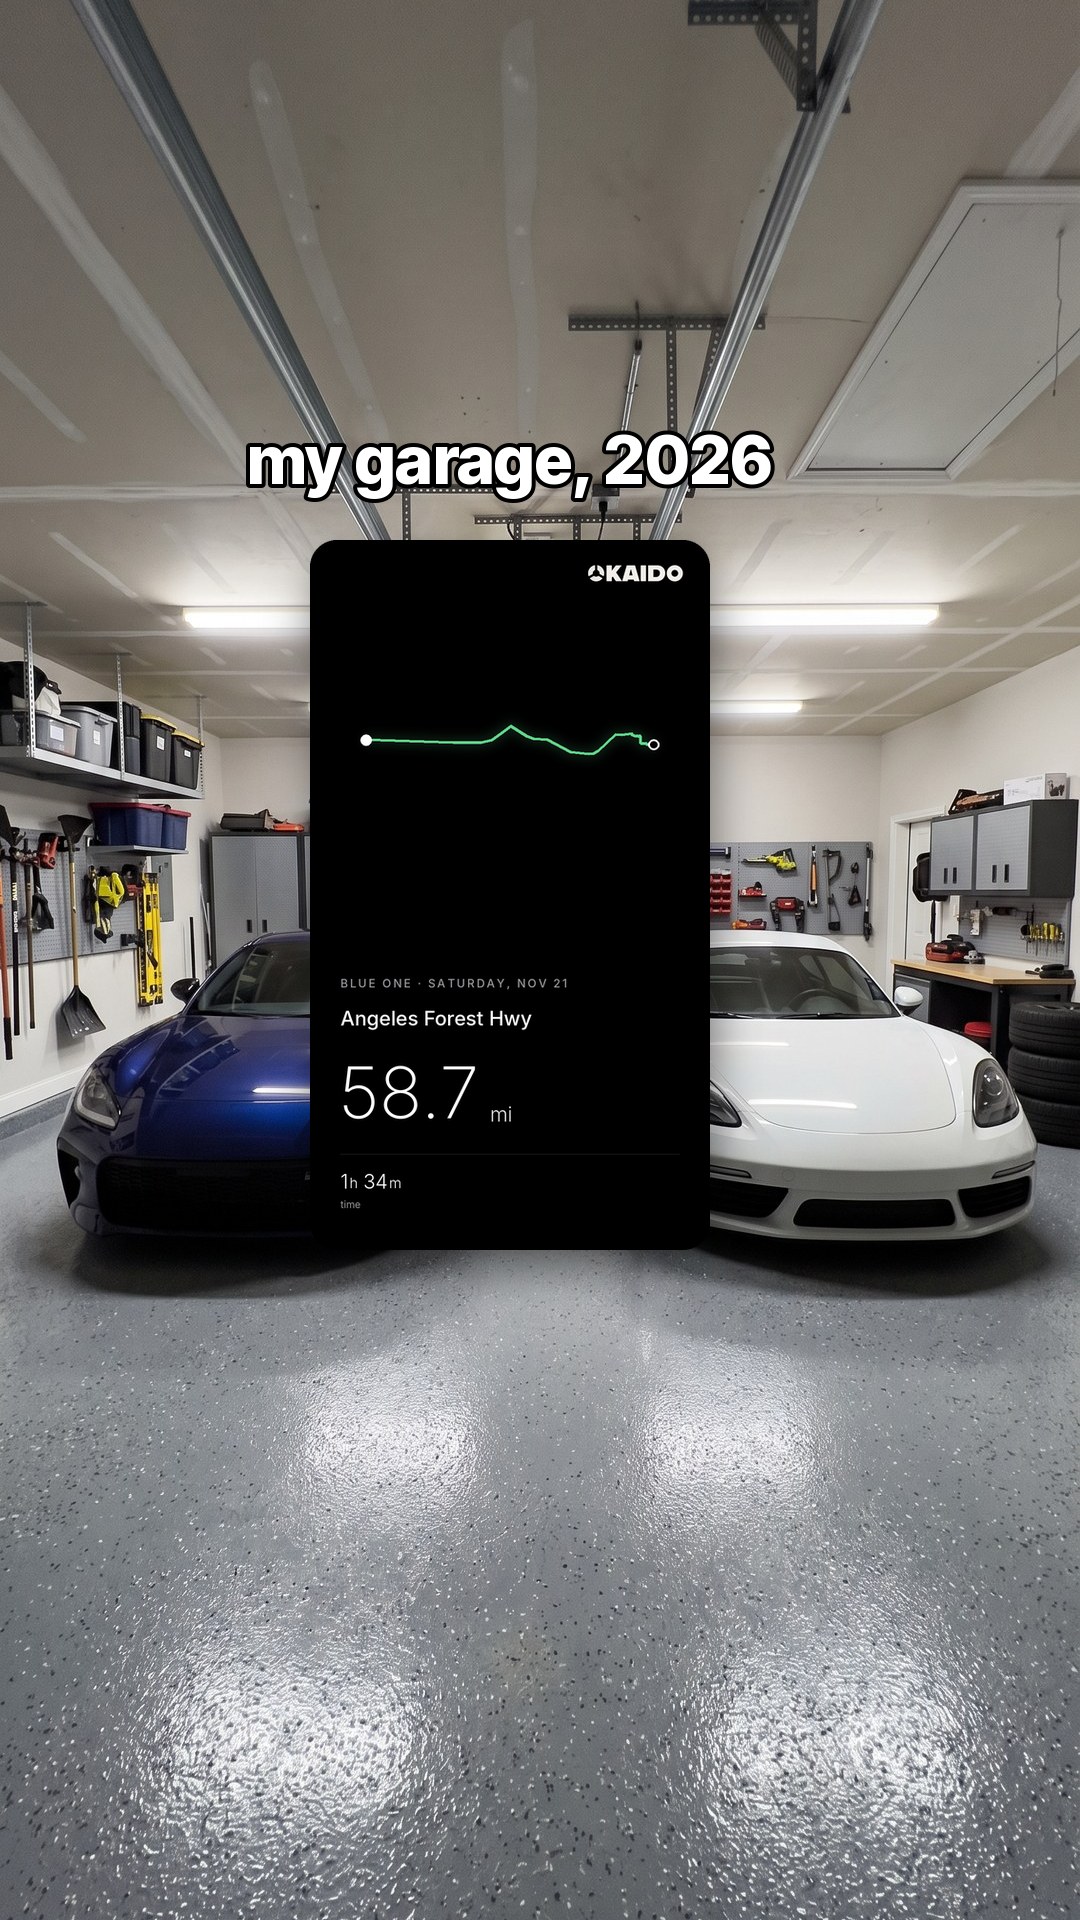 my garage, 2026
KAIDO
BLUE ONE · SATURDAY, NOV 21
Angeles Forest Hwy
58.7 mi
1h 34m
time